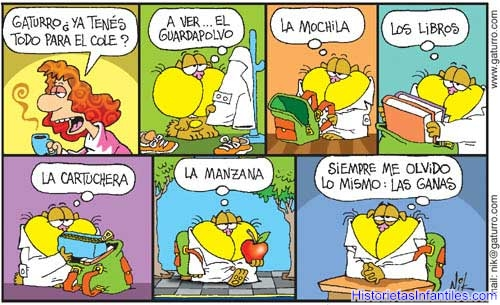 GATURRO ¿ YA TENÉS
TODO PARA EL COLE ?
A VER ... EL
GUARDAPOLVO
LA MOCHILA
LOS LIBROS
LA CARTUCHERA
LA MANZANA
SIEMPRE ME OLVIDO
LO MISMO : LAS GANAS
NIK
www.gaturro.com
mail: nik@gaturro.com
HistorietasInfantiles.com